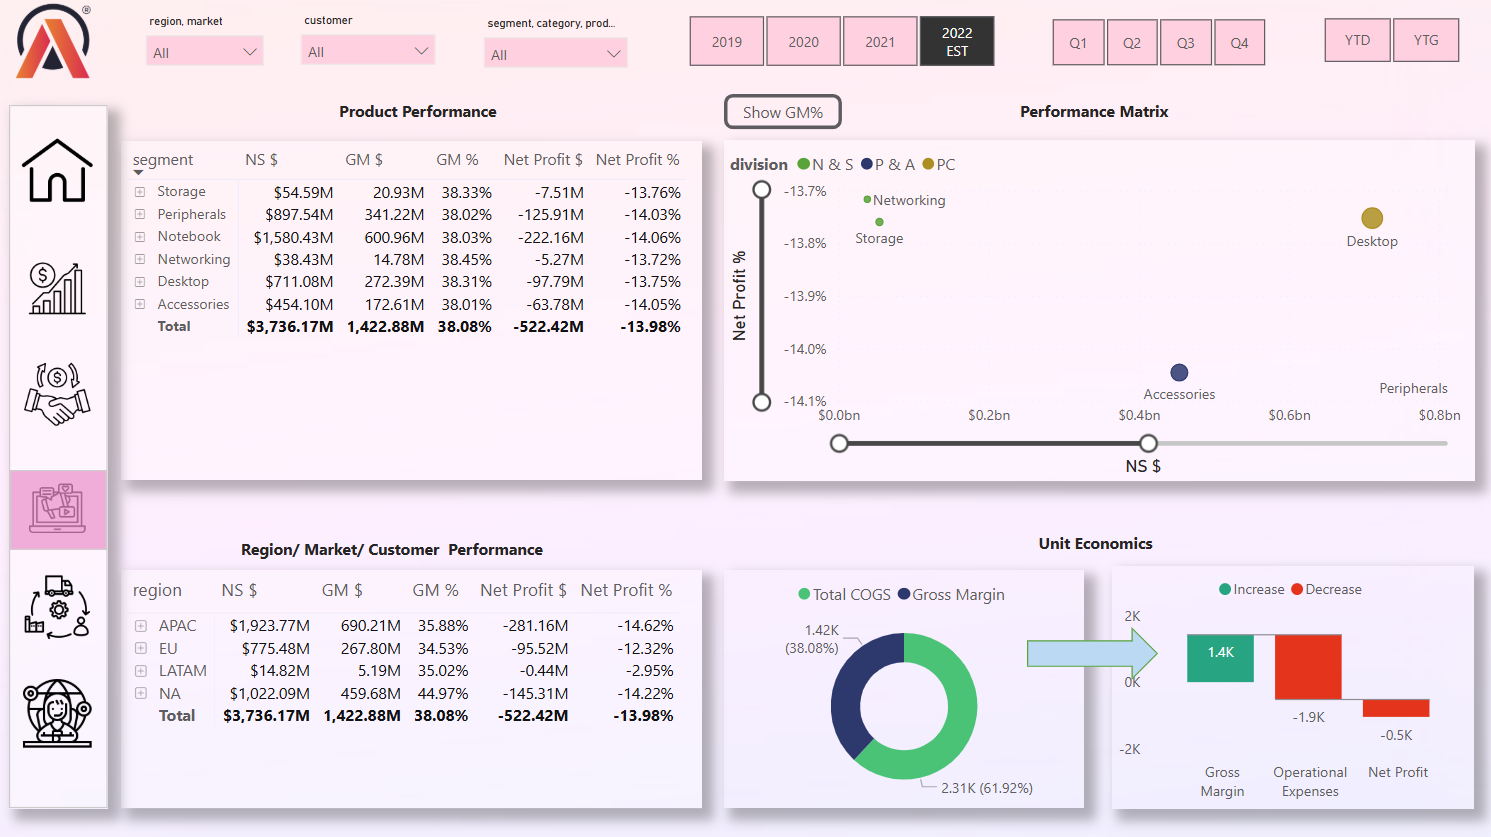 ®
region, market
All
customer
All
segment, category, prod...
All
2019
2020
2021
2022
EST
Q1
Q2
Q3
Q4
YTD
YTG
Product Performance
segment NS $ GM $ GM % Net Profit $ Net Profit %
Storage $54.59M 20.93M 38.33% -7.51M -13.76%
Peripherals $897.54M 341.22M 38.02% -125.91M -14.03%
Notebook $1,580.43M 600.96M 38.03% -222.16M -14.06%
Networking $38.43M 14.78M 38.45% -5.27M -13.72%
Desktop $711.08M 272.39M 38.31% -97.79M -13.75%
Accessories $454.10M 172.61M 38.01% -63.78M -14.05%
Total $3,736.17M 1,422.88M 38.08% -522.42M -13.98%
Show GM%
Performance Matrix
division N & S P & A PC
Net Profit %
-13.7%
-13.8%
-13.9%
-14.0%
-14.1%
Networking
Storage
Desktop
Accessories
Peripherals
$0.0bn $0.2bn $0.4bn $0.6bn $0.8bn
NS $
Region/ Market/ Customer Performance
region NS $ GM $ GM % Net Profit $ Net Profit %
APAC $1,923.77M 690.21M 35.88% -281.16M -14.62%
EU $775.48M 267.80M 34.53% -95.52M -12.32%
LATAM $14.82M 5.19M 35.02% -0.44M -2.95%
NA $1,022.09M 459.68M 44.97% -145.31M -14.22%
Total $3,736.17M 1,422.88M 38.08% -522.42M -13.98%
Unit Economics
Total COGS Gross Margin
1.42K
(38.08%)
2.31K (61.92%)
Increase Decrease
2K
0K
-2K
1.4K
-1.9K
-0.5K
Gross
Margin
Operational
Expenses
Net Profit